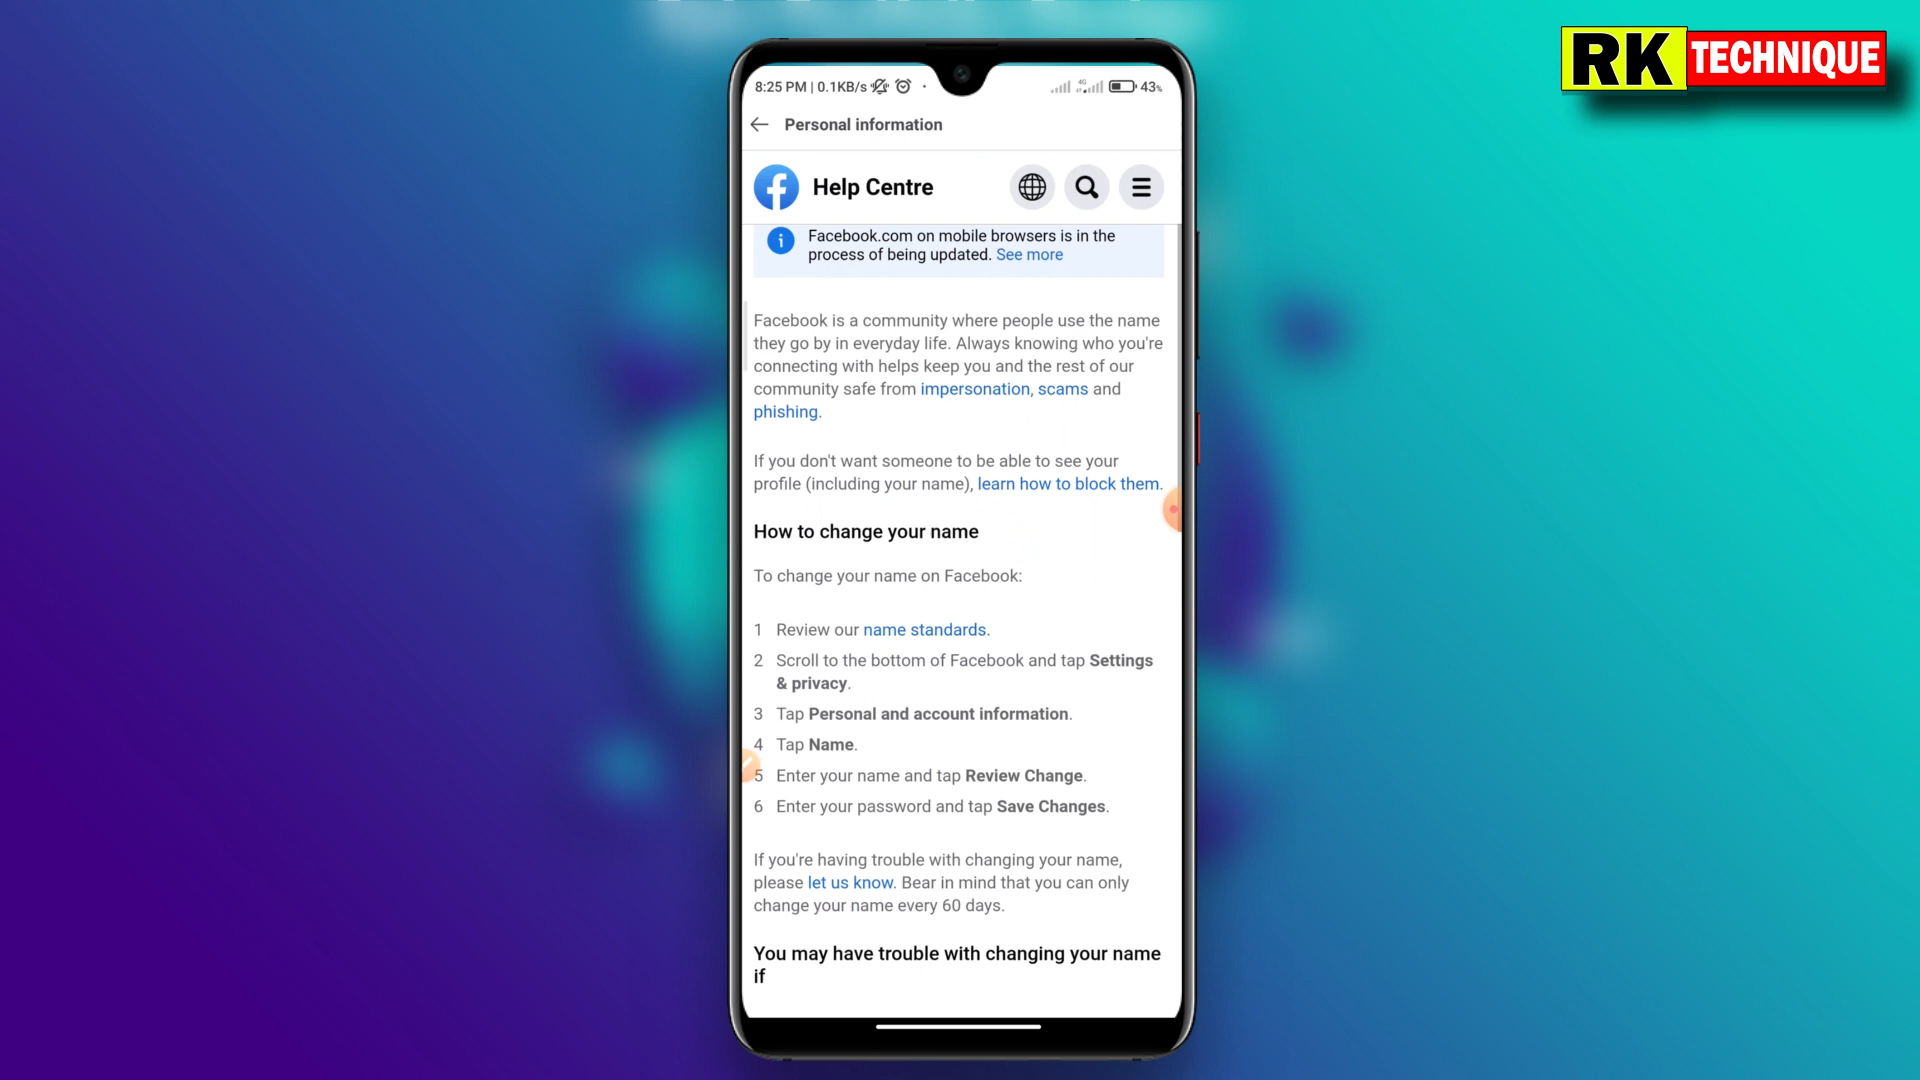 RK TECHNIQUE
8:25 PM | 0.1KB/s
4G
43%
Personal information
Help Centre
Facebook.com on mobile browsers is in the
process of being updated. See more
Facebook is a community where people use the name
they go by in everyday life. Always knowing who you're
connecting with helps keep you and the rest of our
community safe from impersonation, scams and
phishing.
If you don't want someone to be able to see your
profile (including your name), learn how to block them.
How to change your name
To change your name on Facebook:
1 Review our name standards.
2 Scroll to the bottom of Facebook and tap Settings
& privacy.
3 Tap Personal and account information.
4 Tap Name.
5 Enter your name and tap Review Change.
6 Enter your password and tap Save Changes.
If you're having trouble with changing your name,
please let us know. Bear in mind that you can only
change your name every 60 days.
You may have trouble with changing your name
if